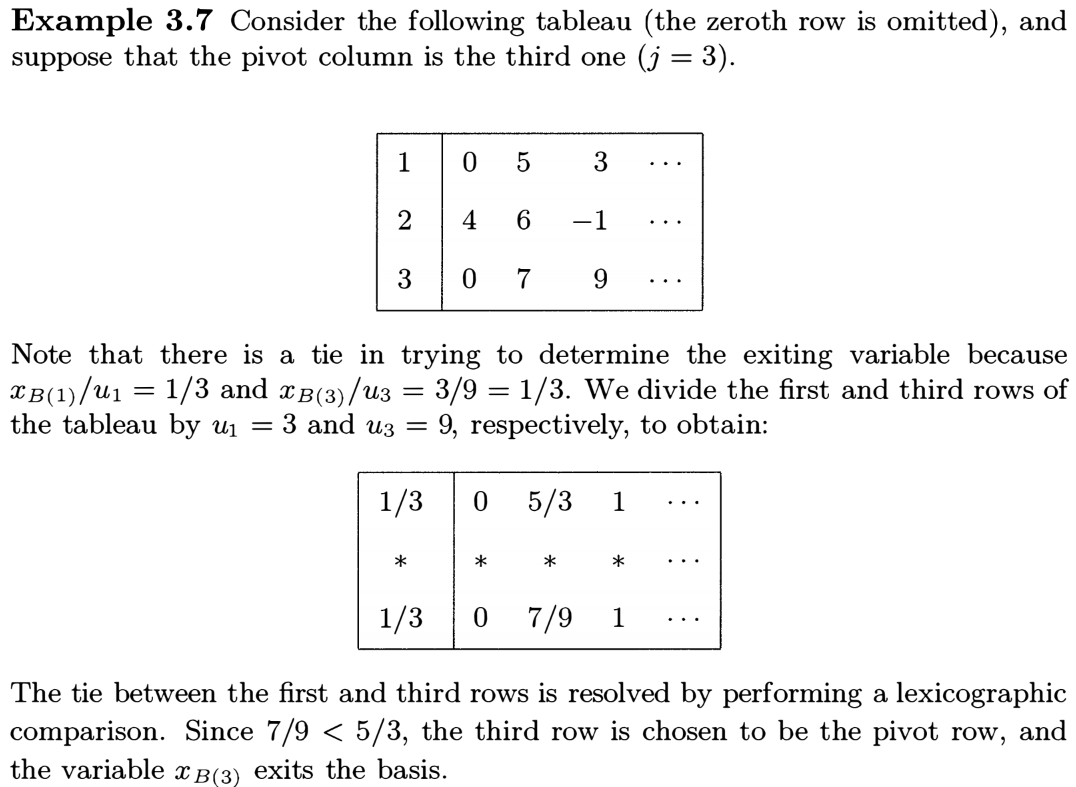 Example 3.7 Consider the following tableau (the zeroth row is omitted), and
suppose that the pivot column is the third one (j = 3).
1 0 5 3 · · ·
2 4 6 −1 · · ·
3 0 7 9 · · ·
Note that there is a tie in trying to determine the exiting variable because
x_{B(1)}/u_1 = 1/3 and x_{B(3)}/u_3 = 3/9 = 1/3. We divide the first and third rows of
the tableau by u_1 = 3 and u_3 = 9, respectively, to obtain:
1/3 0 5/3 1 · · ·
* * * * · · ·
1/3 0 7/9 1 · · ·
The tie between the first and third rows is resolved by performing a lexicographic
comparison. Since 7/9 < 5/3, the third row is chosen to be the pivot row, and
the variable x_{B(3)} exits the basis.